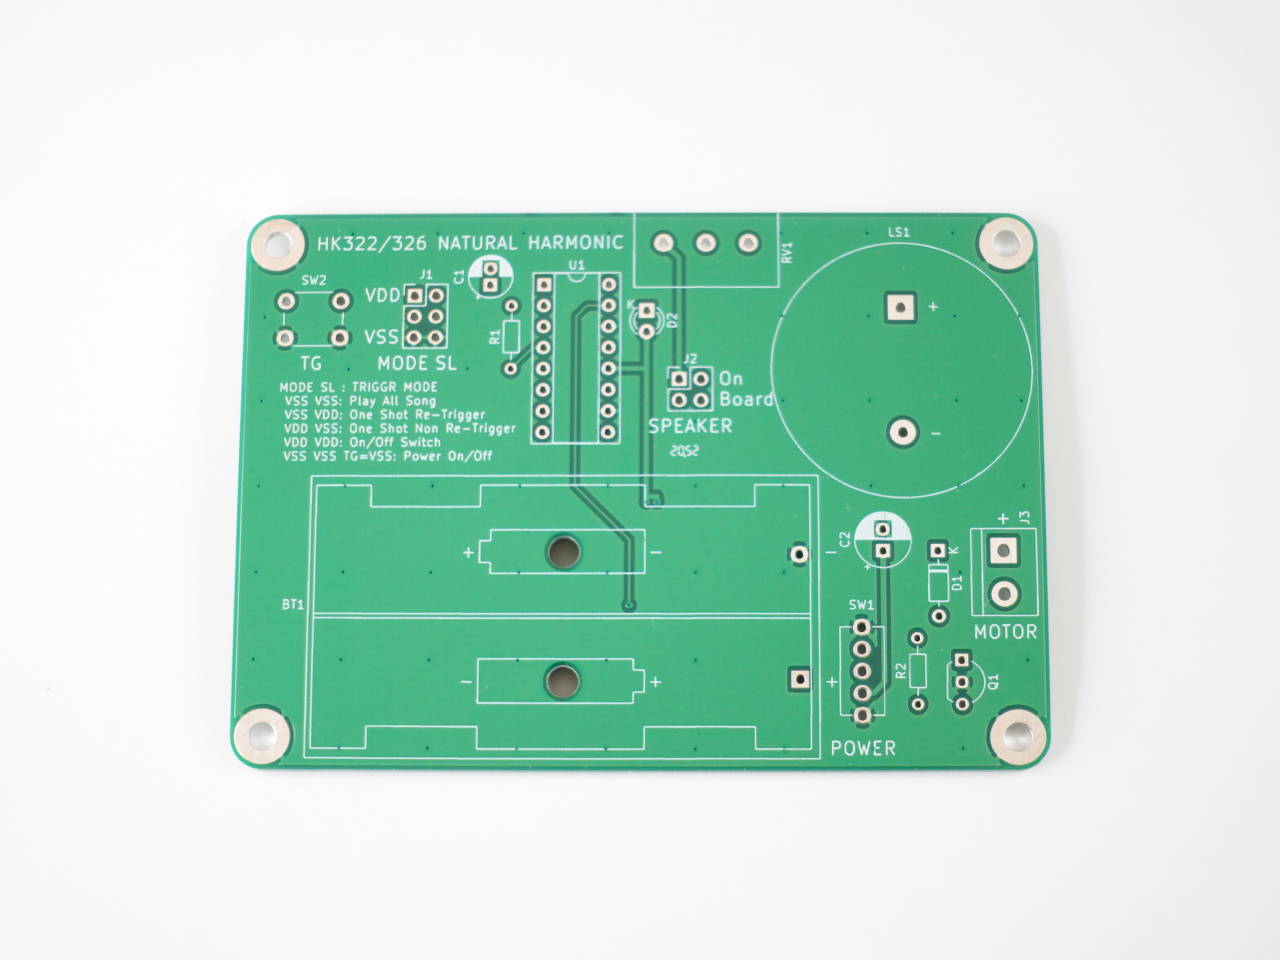 HK322/326 NATURAL HARMONIC
SW2
J1
C1
U1
RV1
LS1
VDD
VSS
TG
MODE SL
R1
K
D2
J2
On
Board
SPEAKER
+
-
MODE SL : TRIGGR MODE
VSS VSS: Play All Song
VSS VDD: One Shot Re-Trigger
VDD VSS: One Shot Non Re-Trigger
VDD VDD: On/Off Switch
VSS VSS TG=VSS: Power On/Off
+ - -
BT1
- + +
C2
+
SW1
POWER
K
D1
R2
Q1
+
J3
MOTOR